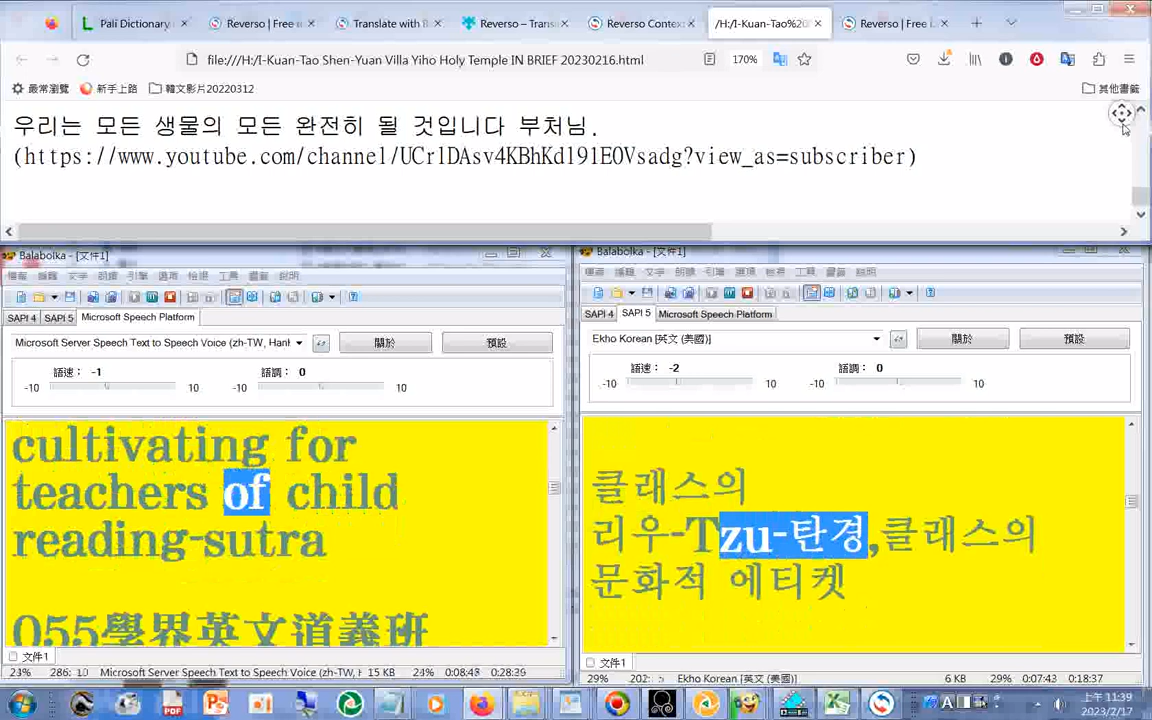 Pali Dictionary
Reverso | Free
Translate with
Reverso – Trans
Reverso Contex
/H:/I-Kuan-Tao%20
Reverso | Free
file:///H:/I-Kuan-Tao Shen-Yuan Villa Yiho Holy Temple IN BRIEF 20230216.html
170%
最常瀏覽 新手上路 韓文影片20220312
其他書籤
우리는 모든 생물의 모든 완전히 될 것입니다 부처님.
(https://www.youtube.com/channel/UCrlDAsv4KBhKdl91E0Vsadg?view_as=subscriber)
Balabolka - [文件1]
SAPI 4 SAPI 5 Microsoft Speech Platform
Microsoft Server Speech Text to Speech Voice (zh-TW, Hanl
關於
預設
語速: -1
語調: 0
-10 10 -10 10
cultivating for
teachers of child
reading-sutra
055學界英文道義班
文件1
23% 286: 10 Microsoft Server Speech Text to Speech Voice (zh-TW, 15 KB 24% 0:08:43 0:28:39
Balabolka - [文件1]
SAPI 4 SAPI 5 Microsoft Speech Platform
Ekho Korean [英文 (美國)]
關於
預設
語速: -2
語調: 0
-10 10 -10 10
클래스의
리우-Tzu-탄경,클래스의
문화적 에티켓
文件1
29% Ekho Korean [英文 (美國)] 6 KB 29% 0:07:43 0:18:37
上午 11:39
2023/2/17